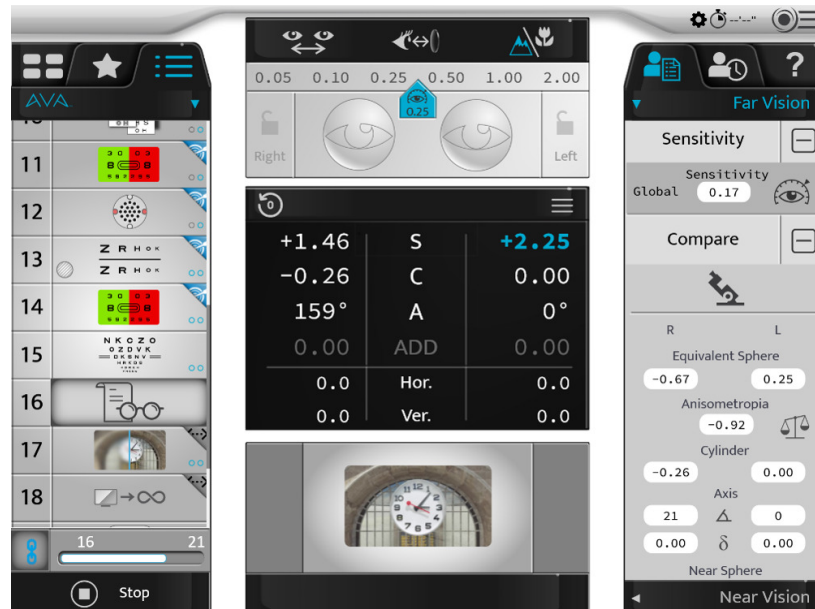 --'--"
AVA
11
12
13
Z R H O K
Z R H O K
14
15
N K C Z O
O Z D V K
D K S N V
16
17
18
16 21
Stop
0.05 0.10 0.25 0.50 1.00 2.00
0.25
Right Left
0
+1.46 S +2.25
-0.26 C 0.00
159° A 0°
0.00 ADD 0.00
0.0 Hor. 0.0
0.0 Ver. 0.0
12
?
Far Vision
Sensitivity
Sensitivity
Global 0.17
Compare
R L
Equivalent Sphere
-0.67 0.25
Anisometropia
-0.92
Cylinder
-0.26 0.00
Axis
21 0
0.00 δ 0.00
Near Sphere
Near Vision